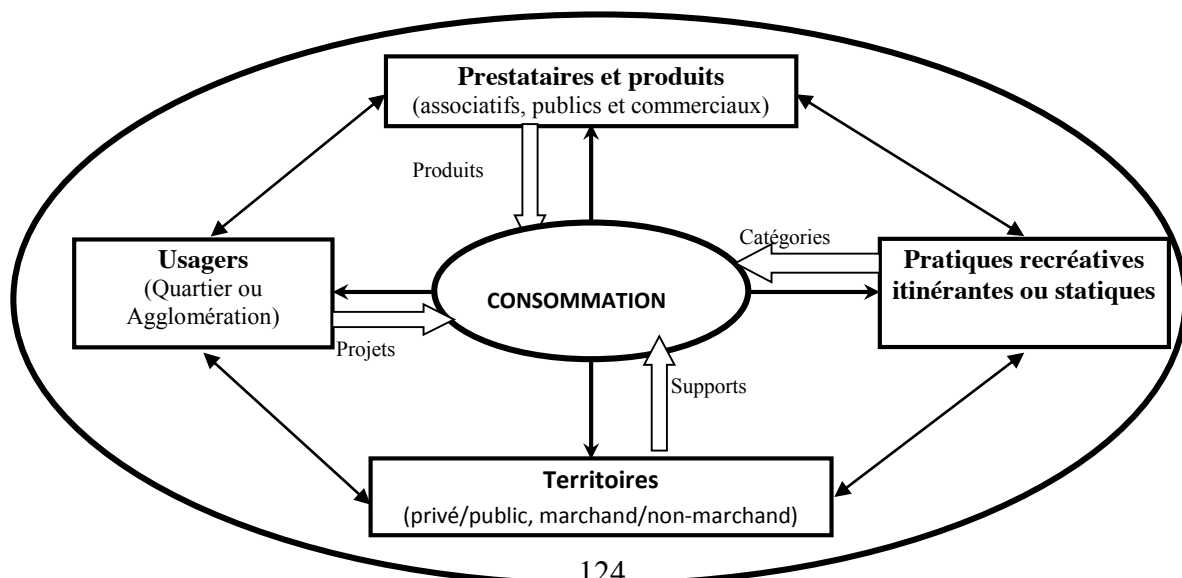 Prestataires et produits
(associatifs, publics et commerciaux)
Produits
Catégories
Usagers
(Quartier ou
Agglomération)
CONSOMMATION
Pratiques recréatives
itinérantes ou statiques
Projets
Supports
Territoires
(privé/public, marchand/non-marchand)
124